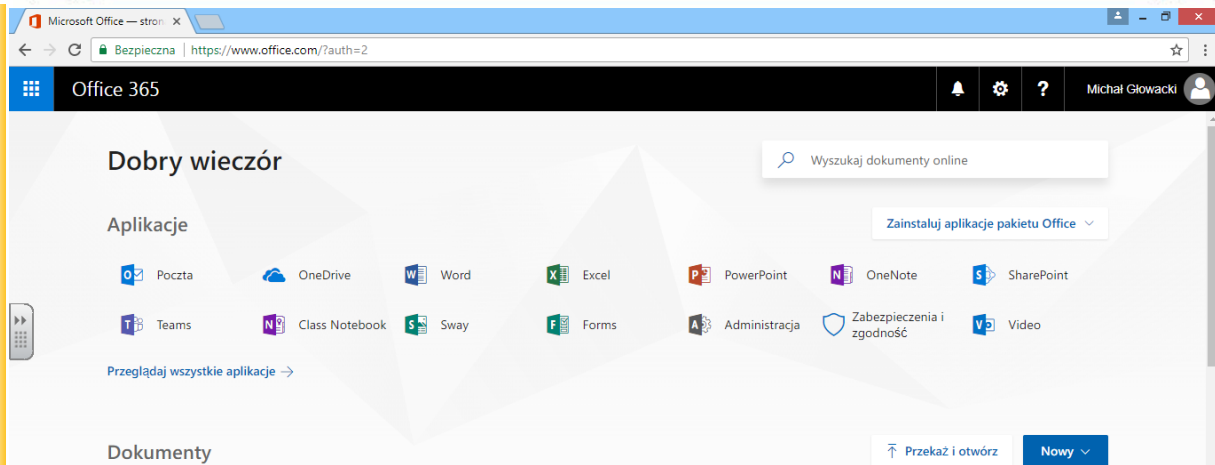 Microsoft Office — stron
Bezpieczna | https://www.office.com/?auth=2
Office 365
Michał Głowacki
Dobry wieczór
Wyszukaj dokumenty online
Aplikacje
Zainstaluj aplikacje pakietu Office
Poczta OneDrive Word Excel PowerPoint OneNote SharePoint
Teams Class Notebook Sway Forms Administracja Zabezpieczenia i zgodność Video
Przeglądaj wszystkie aplikacje →
Dokumenty
Przekaż i otwórz
Nowy